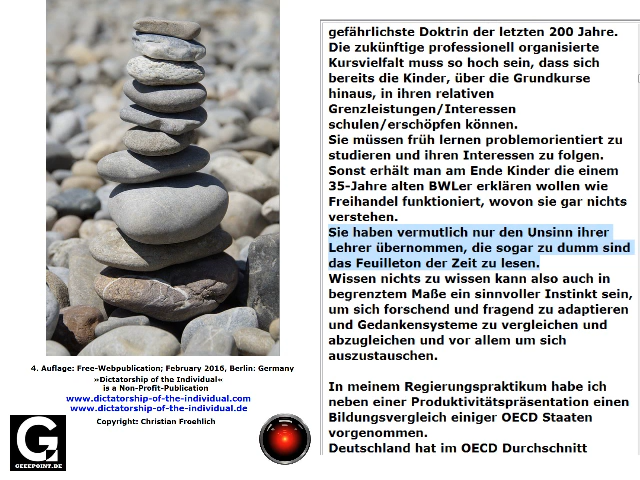 4. Auflage: Free-Webpublication; February 2016, Berlin: Germany
»Dictatorship of the Individual«
is a Non-Profit-Publication
www.dictatorship-of-the-individual.com
www.dictatorship-of-the-individual.de
Copyright: Christian Froehlich
G
GEEEPOINT.DE
gefährlichste Doktrin der letzten 200 Jahre.
Die zukünftige professionell organisierte
Kursvielfalt muss so hoch sein, dass sich
bereits die Kinder, über die Grundkurse
hinaus, in ihren relativen
Grenzleistungen/Interessen
schulen/erschöpfen können.
Sie müssen früh lernen problemorientiert zu
studieren und ihren Interessen zu folgen.
Sonst erhält man am Ende Kinder die einem
35-Jahre alten BWLer erklären wollen wie
Freihandel funktioniert, wovon sie gar nichts
verstehen.
Sie haben vermutlich nur den Unsinn ihrer
Lehrer übernommen, die sogar zu dumm sind
das Feuilleton der Zeit zu lesen.
Wissen nichts zu wissen kann also auch in
begrenztem Maße ein sinnvoller Instinkt sein,
um sich forschend und fragend zu adaptieren
und Gedankensysteme zu vergleichen und
abzugleichen und vor allem um sich
auszustauschen.
In meinem Regierungspraktikum habe ich
neben einer Produktivitätspräsentation einen
Bildungsvergleich einiger OECD Staaten
vorgenommen.
Deutschland hat im OECD Durchschnitt